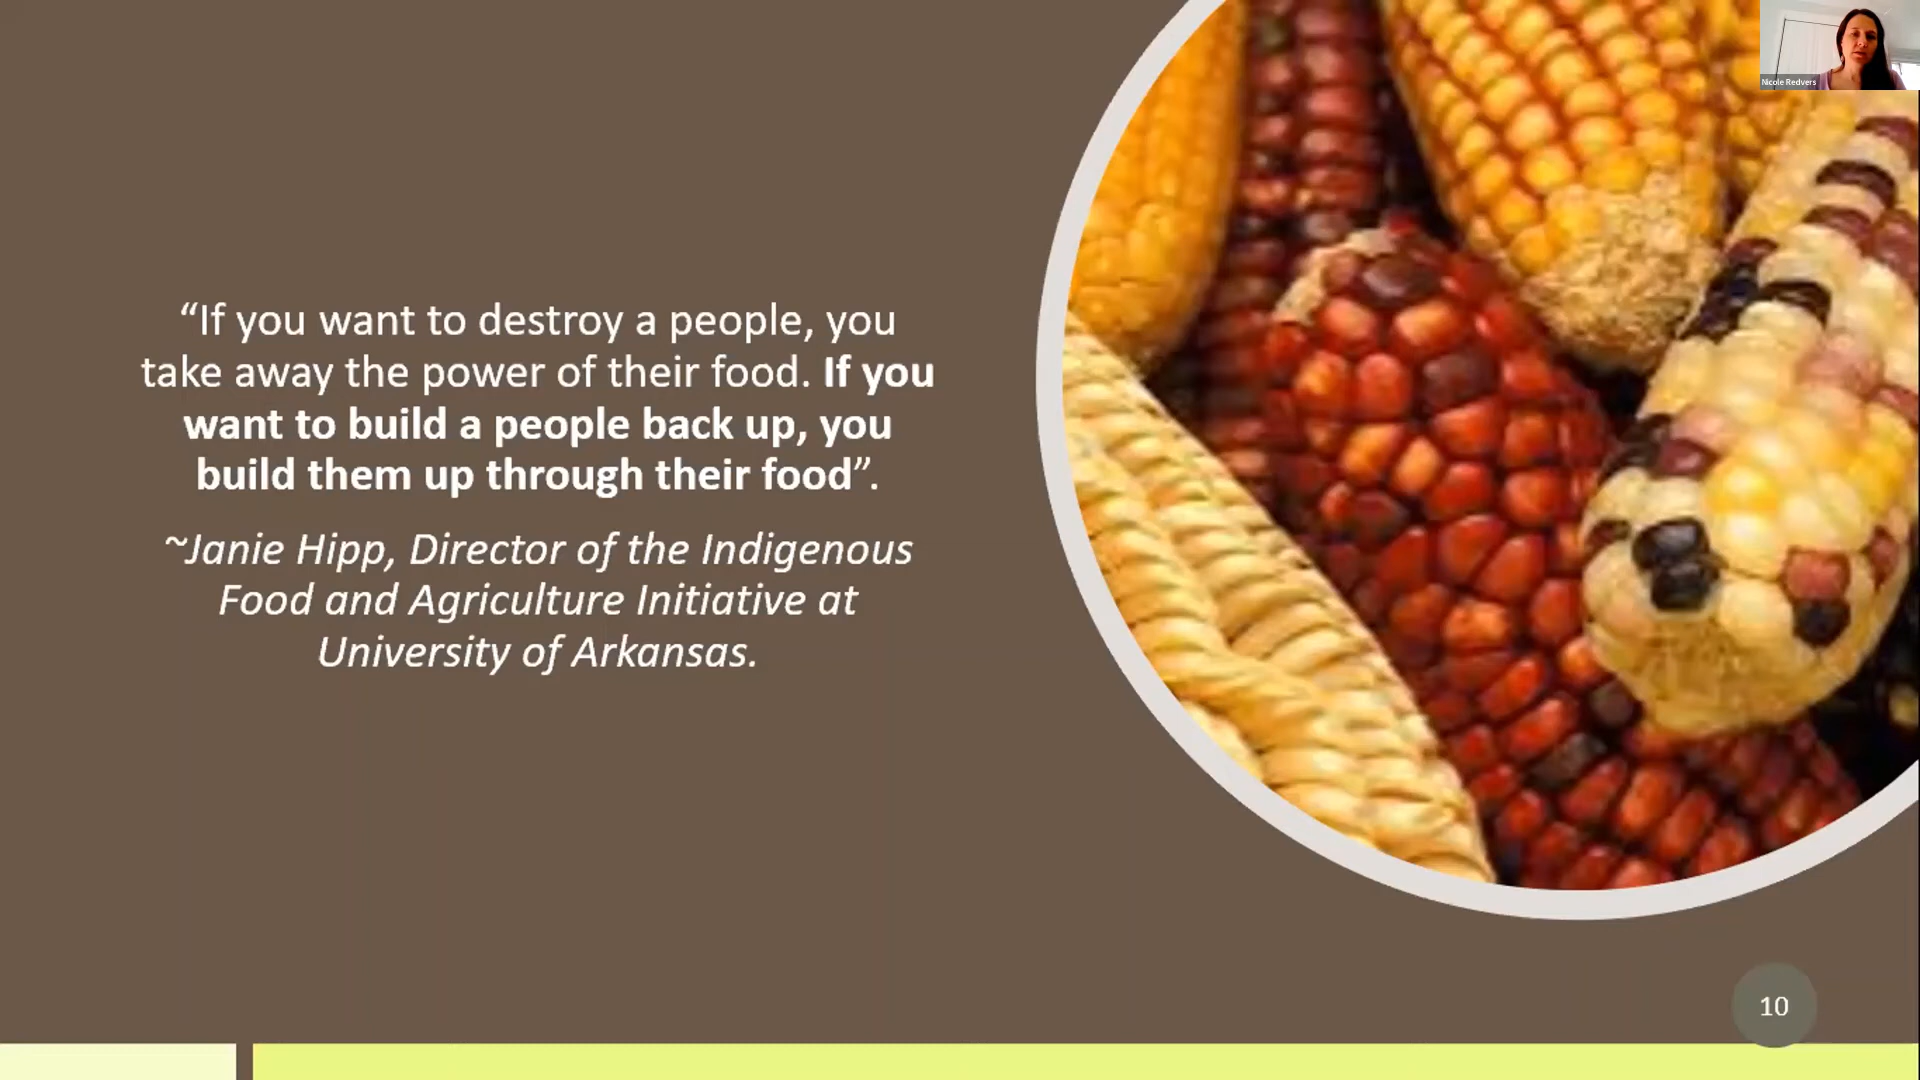 Nicole Redvers
“If you want to destroy a people, you
take away the power of their food. If you
want to build a people back up, you
build them up through their food”.
~Janie Hipp, Director of the Indigenous
Food and Agriculture Initiative at
University of Arkansas.
10